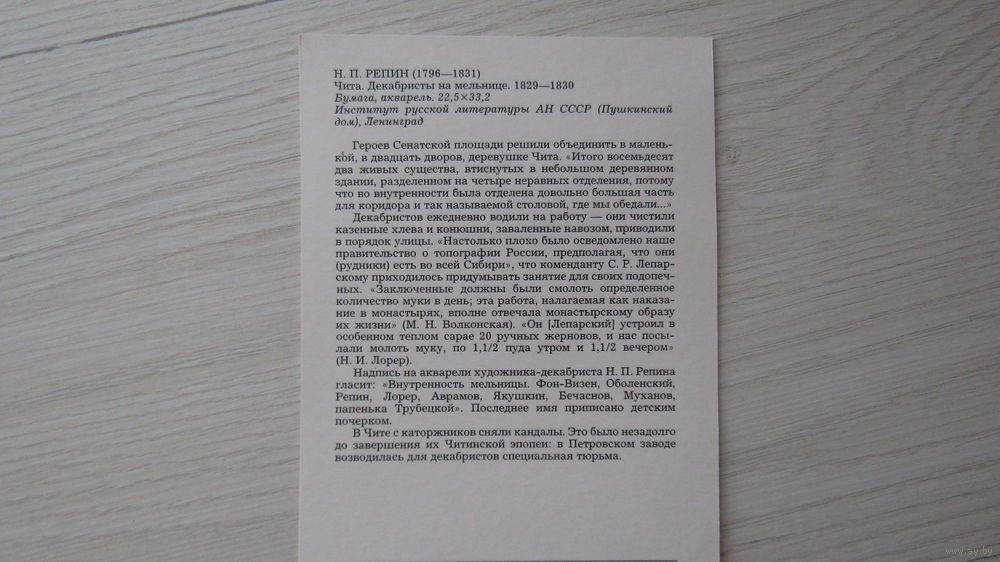 Н. П. РЕПИН (1796—1831)
Чита. Декабристы на мельнице. 1829—1830
Бумага, акварель. 22,5×33,2
Институт русской литературы АН СССР (Пушкинский
дом), Ленинград
Героев Сенатской площади решили объединить в малень-
кой, в двадцать дворов, деревушке Чита. «Итого восемьдесят
два живых существа, втиснутых в небольшом деревянном
здании, разделенном на четыре неравных отделения, потому
что во внутренности была отделена довольно большая часть
для коридора и так называемой столовой, где мы обедали...»
Декабристов ежедневно водили на работу — они чистили
казенные хлева и конюшни, заваленные навозом, приводили
в порядок улицы. «Настолько плохо было осведомлено наше
правительство о топографии России, предполагая, что они
(рудники) есть во всей Сибири», что коменданту С. Р. Лепар-
скому приходилось придумывать занятие для своих подопеч-
ных. «Заключенные должны были смолоть определенное
количество муки в день; эта работа, налагаемая как наказа-
ние в монастырях, вполне отвечала монастырскому образу
их жизни» (М. Н. Волконская). «Он [Лепарский] устроил в
особенном теплом сарае 20 ручных жерновов, и нас посы-
лали молоть муку, по 1,1/2 пуда утром и 1,1/2 вечером»
(Н. И. Лорер).
Надпись на акварели художника-декабриста Н. П. Репина
гласит: «Внутренность мельницы. Фон-Визен, Оболенский,
Репин, Лорер, Аврамов, Якушкин, Бечаснов, Муханов,
папенька Трубецкой». Последнее имя приписано детским
почерком.
В Чите с каторжников сняли кандалы. Это было незадолго
до завершения их Читинской эпопеи: в Петровском заводе
возводилась для декабристов специальная тюрьма.
www.ay.by